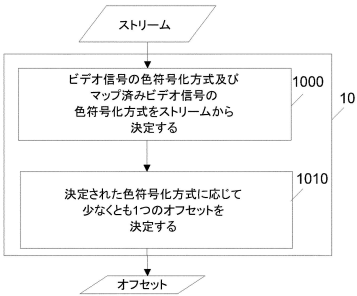 ストリーム
ビデオ信号の色符号化方式及び
マップ済みビデオ信号の
色符号化方式をストリームから
決定する
1000
10
決定された色符号化方式に応じて
少なくとも1つのオフセットを
決定する
1010
オフセット